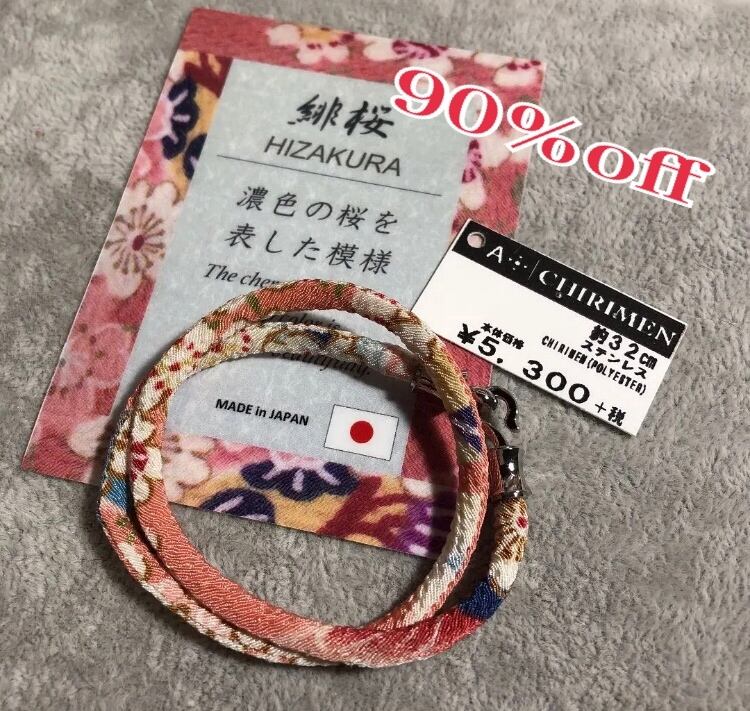 90%off
緋桜
HIZAKURA
濃色の桜を
表した模様
The
MADE in JAPAN
A
CHIRIMEN
約32cm
ステンレス
CHIRIMEN(POLYESTER)
本体価格
¥5,300+税